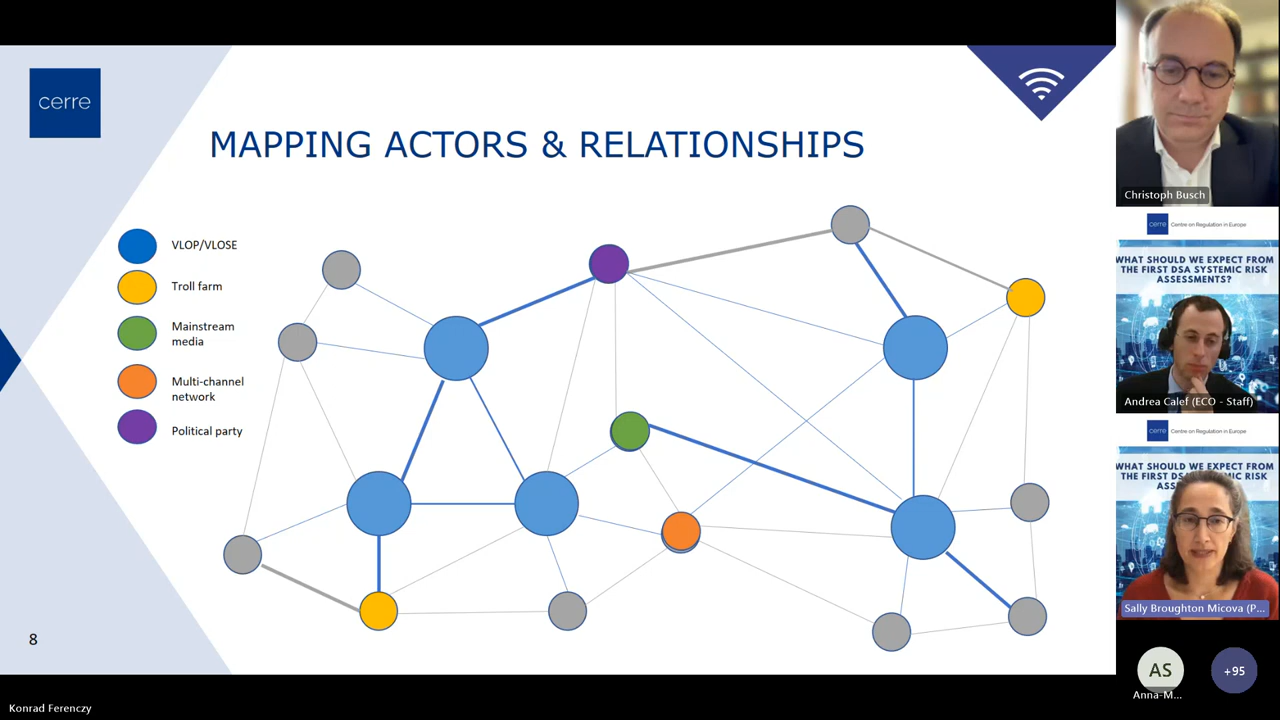 cerre
MAPPING ACTORS & RELATIONSHIPS
VLOP/VLOSE
Troll farm
Mainstream
media
Multi-channel
network
Political party
8
Konrad Ferenczy
Christoph Busch
cerre Centre on Regulation in Europe
WHAT SHOULD WE EXPECT FROM
THE FIRST DSA SYSTEMIC RISK
ASSESSMENTS?
Andrea Calef (ECO - Staff)
cerre Centre on Regulation in Europe
WHAT SHOULD WE EXPECT FROM
THE FIRST DSA SYSTEMIC RISK
Sally Broughton Micova (P...
AS
Anna-M...
+95